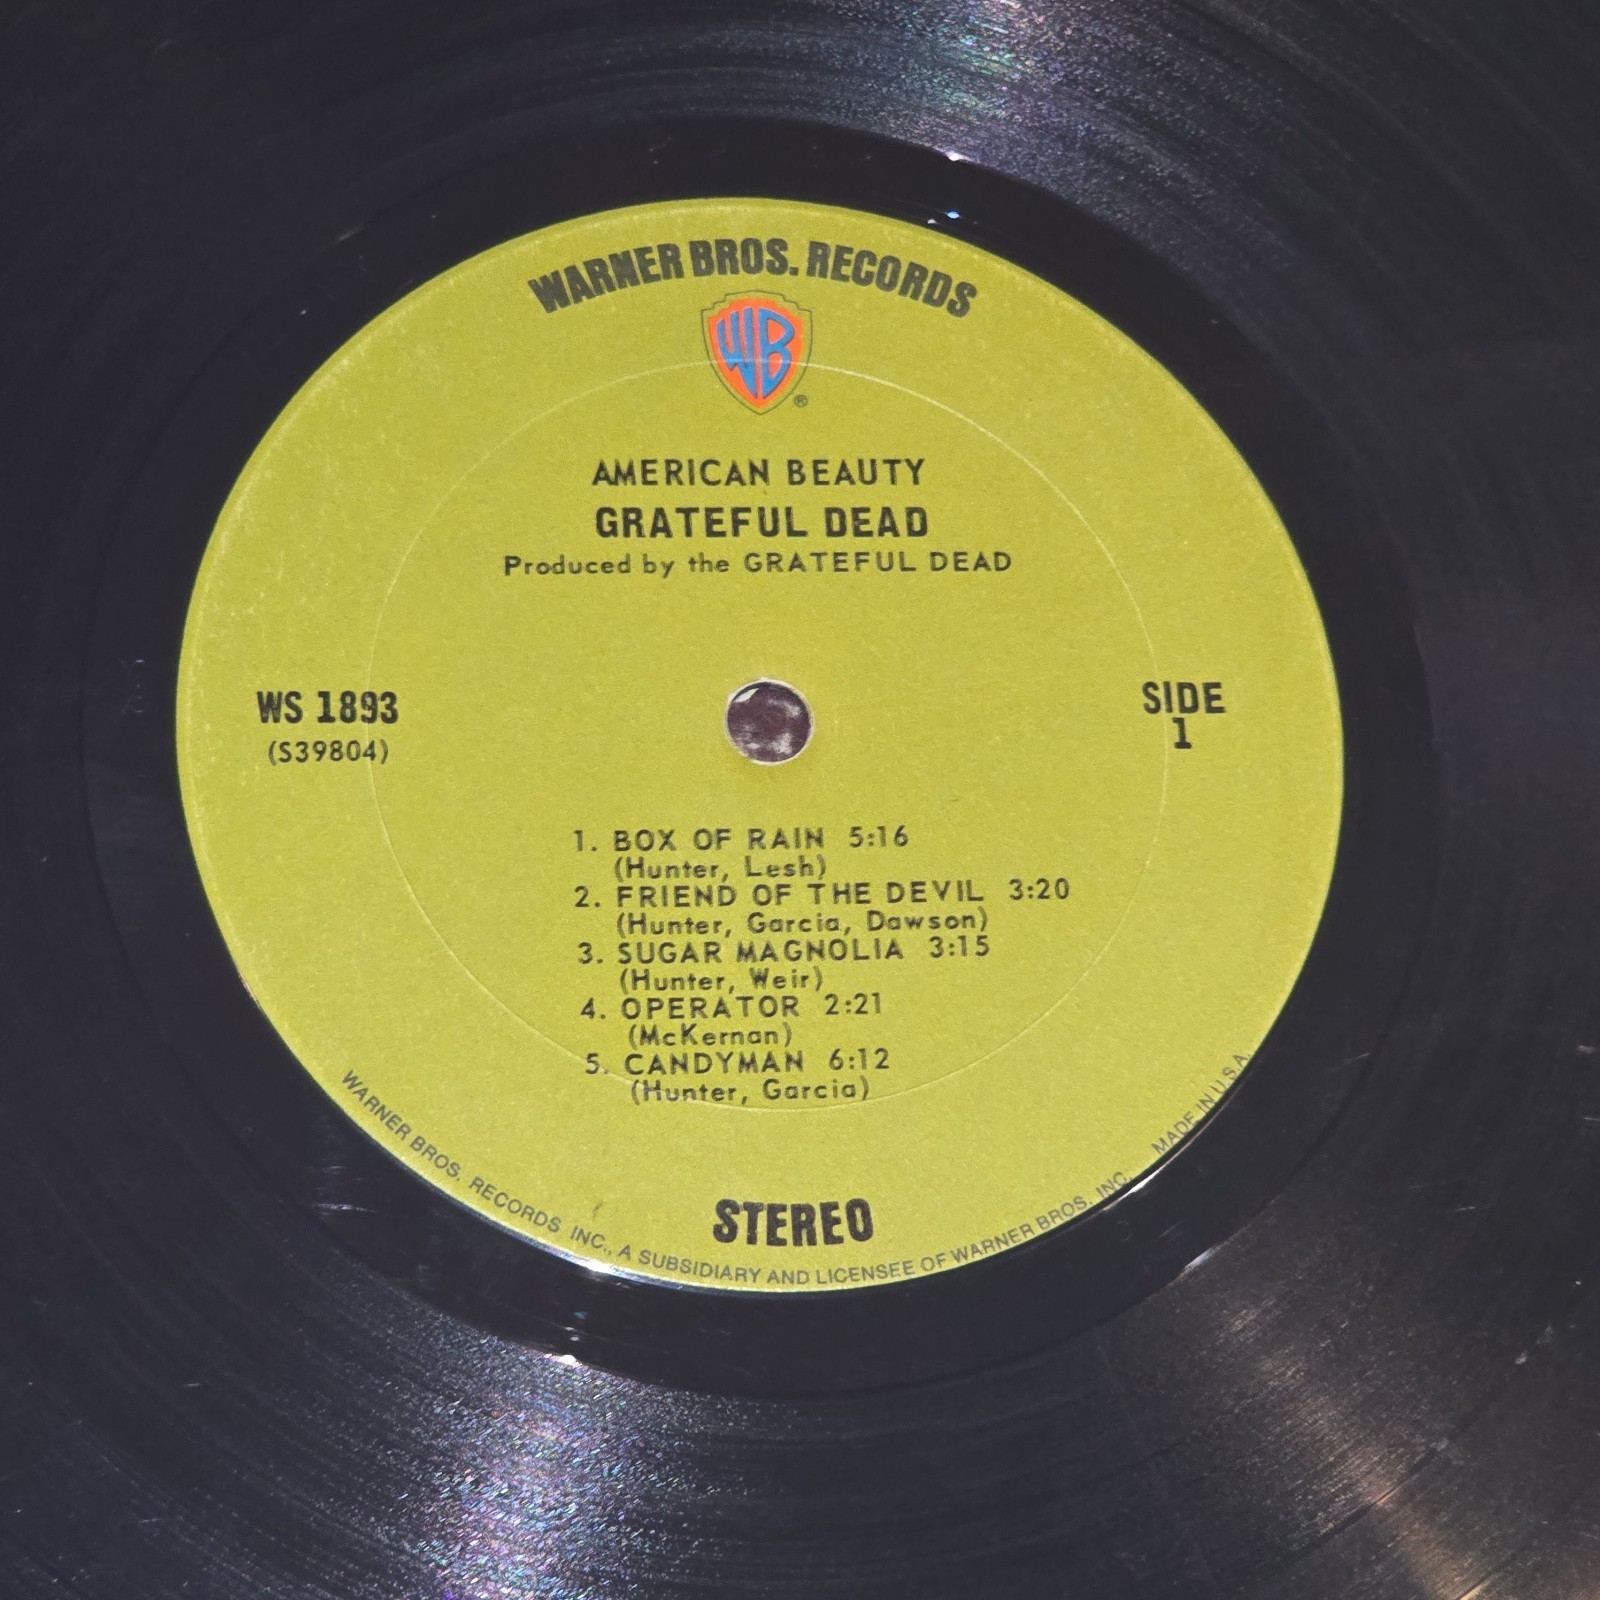 WARNER BROS. RECORDS
WB
®
AMERICAN BEAUTY
GRATEFUL DEAD
Produced by the GRATEFUL DEAD
WS 1893
(S39804)
SIDE
1
1. BOX OF RAIN 5:16
(Hunter, Lesh)
2. FRIEND OF THE DEVIL 3:20
(Hunter, Garcia, Dawson)
3. SUGAR MAGNOLIA 3:15
(Hunter, Weir)
4. OPERATOR 2:21
(McKernan)
5. CANDYMAN 6:12
(Hunter, Garcia)
STEREO
WARNER BROS. RECORDS INC., A SUBSIDIARY AND LICENSEE OF WARNER BROS. INC. MADE IN U.S.A.